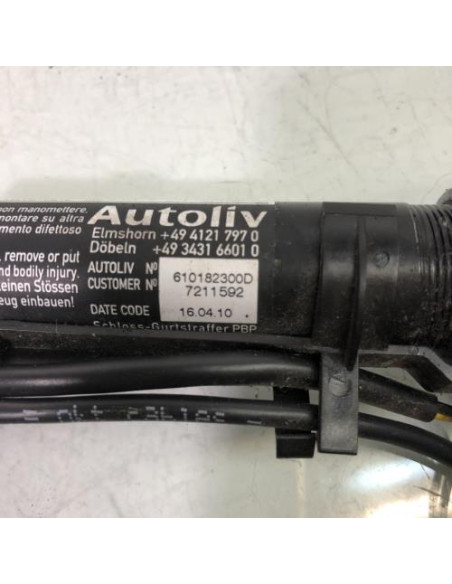 non manomettere.
montare su altra
mento difettoso
, remove or put
nd bodily injury.
keinen Stössen
zeug einbauen!
Autoliv
Elmshorn +49 4121 797 0
Döbeln +49 3431 6601 0
AUTOLIV Nº 610182300D
CUSTOMER Nº 7211592
DATE CODE 16.04.10
Schloss-Gurtstraffer PBP